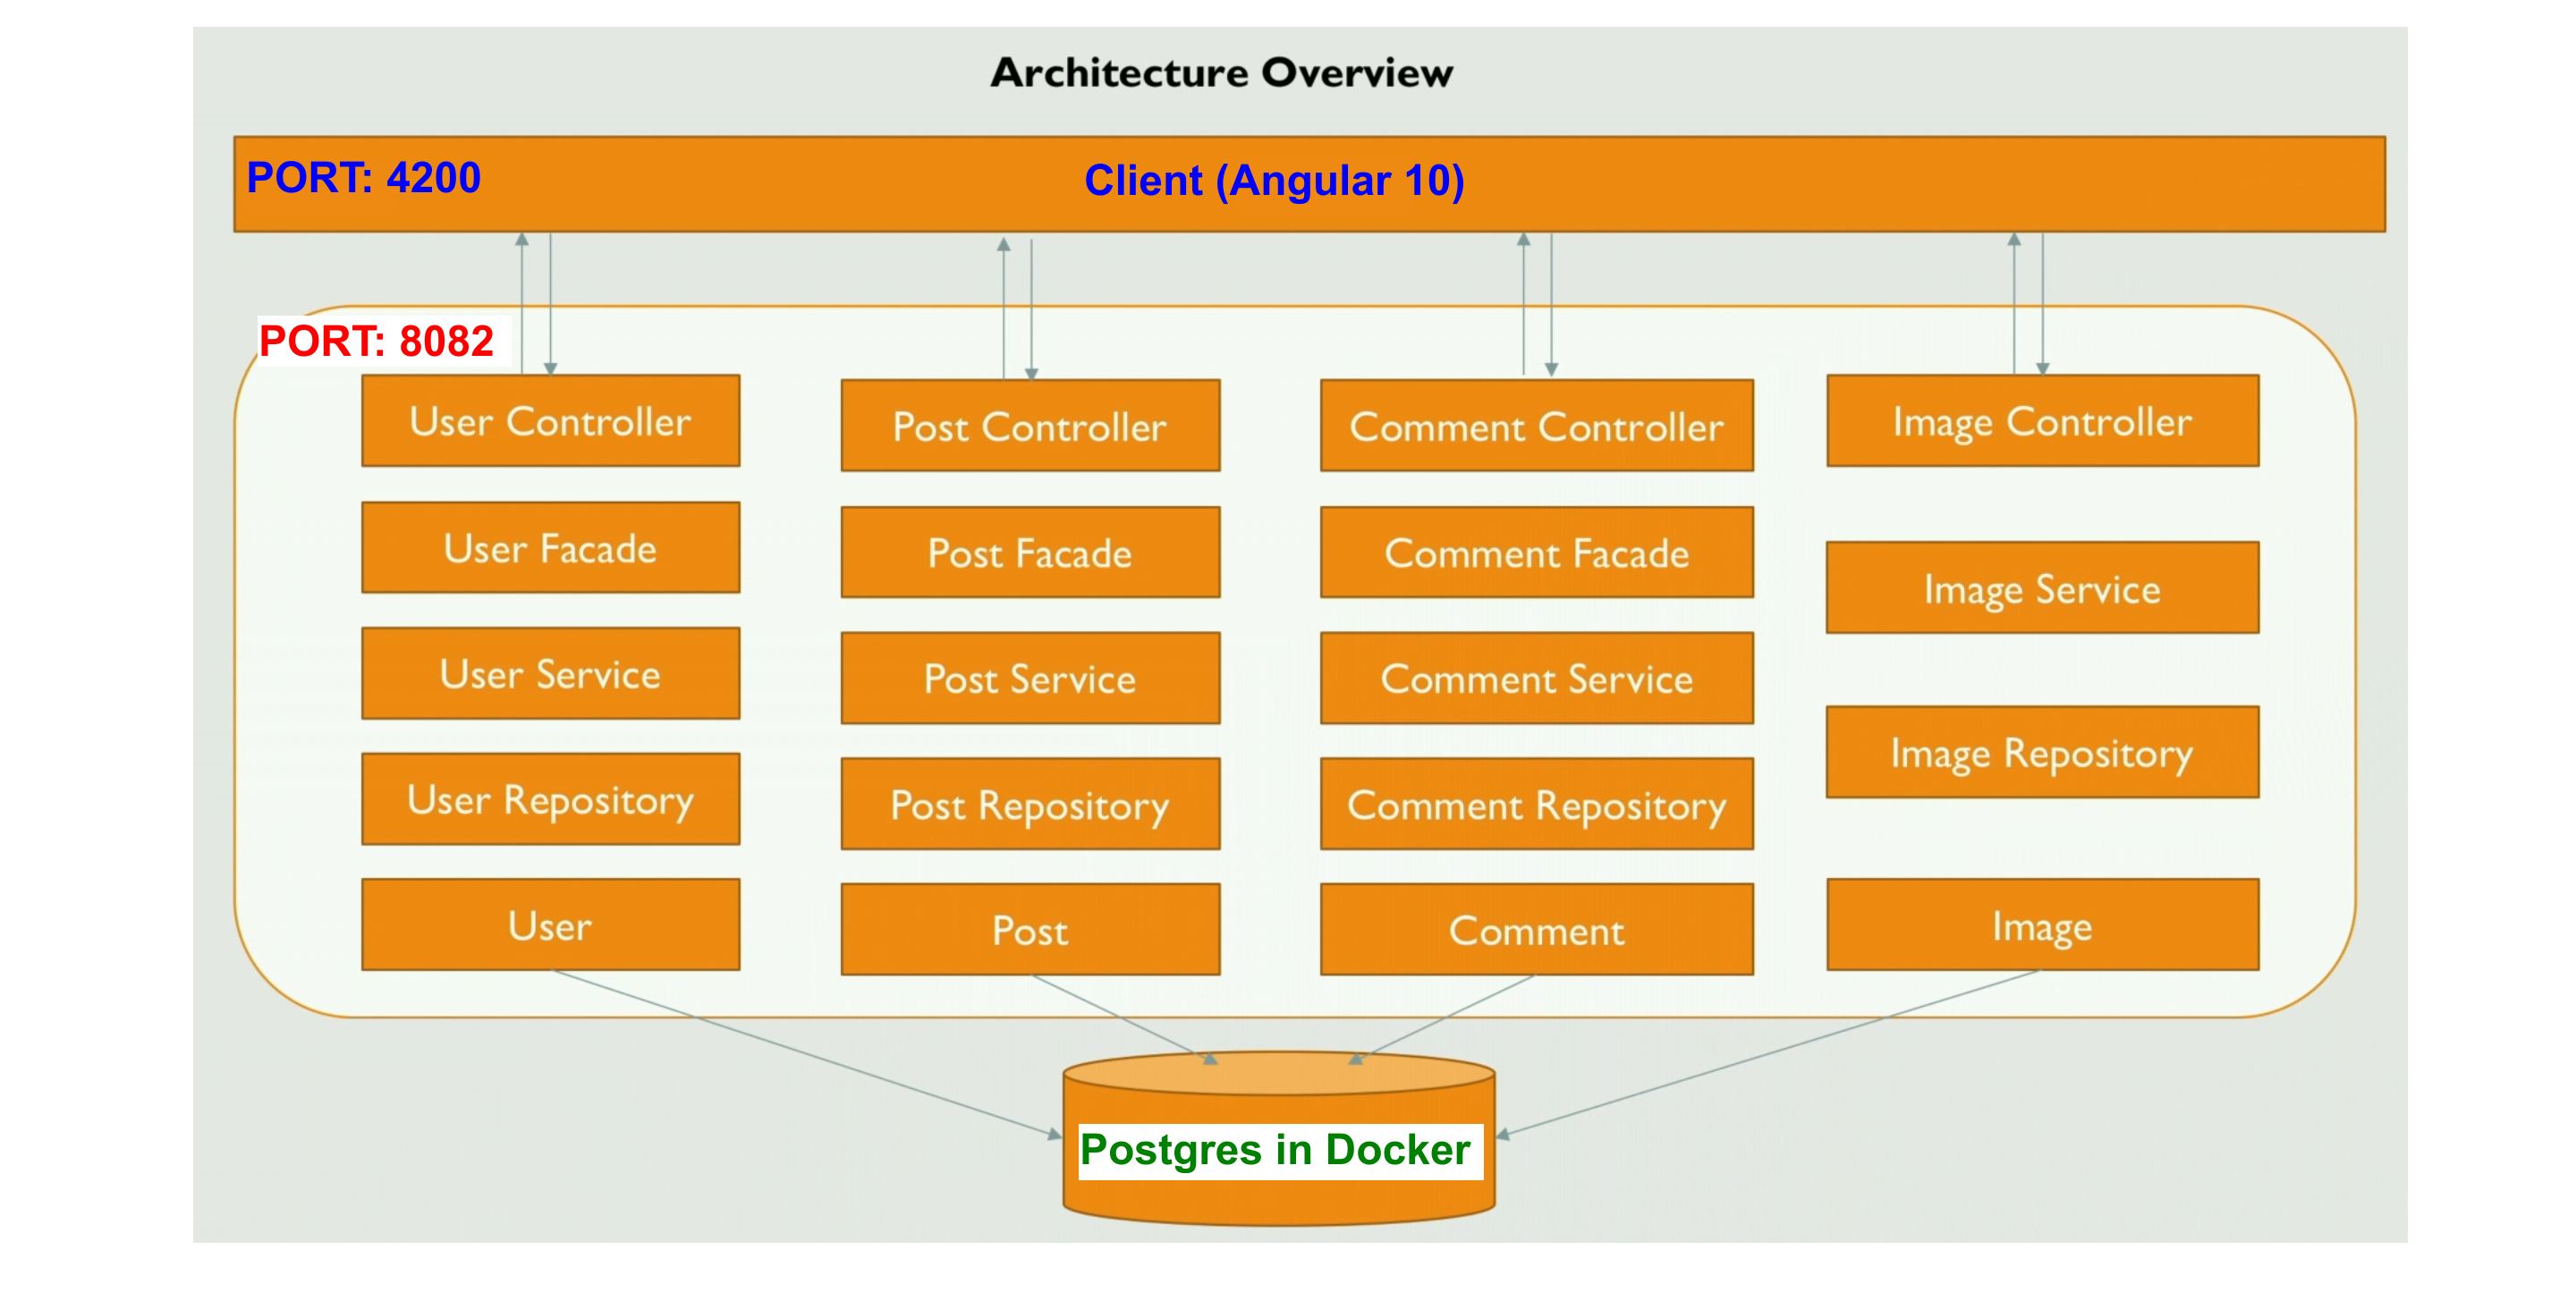 Architecture Overview
PORT: 4200
Client (Angular 10)
PORT: 8082
User Controller
Post Controller
Comment Controller
Image Controller
User Facade
Post Facade
Comment Facade
Image Service
User Service
Post Service
Comment Service
Image Repository
User Repository
Post Repository
Comment Repository
User
Post
Comment
Image
Postgres in Docker